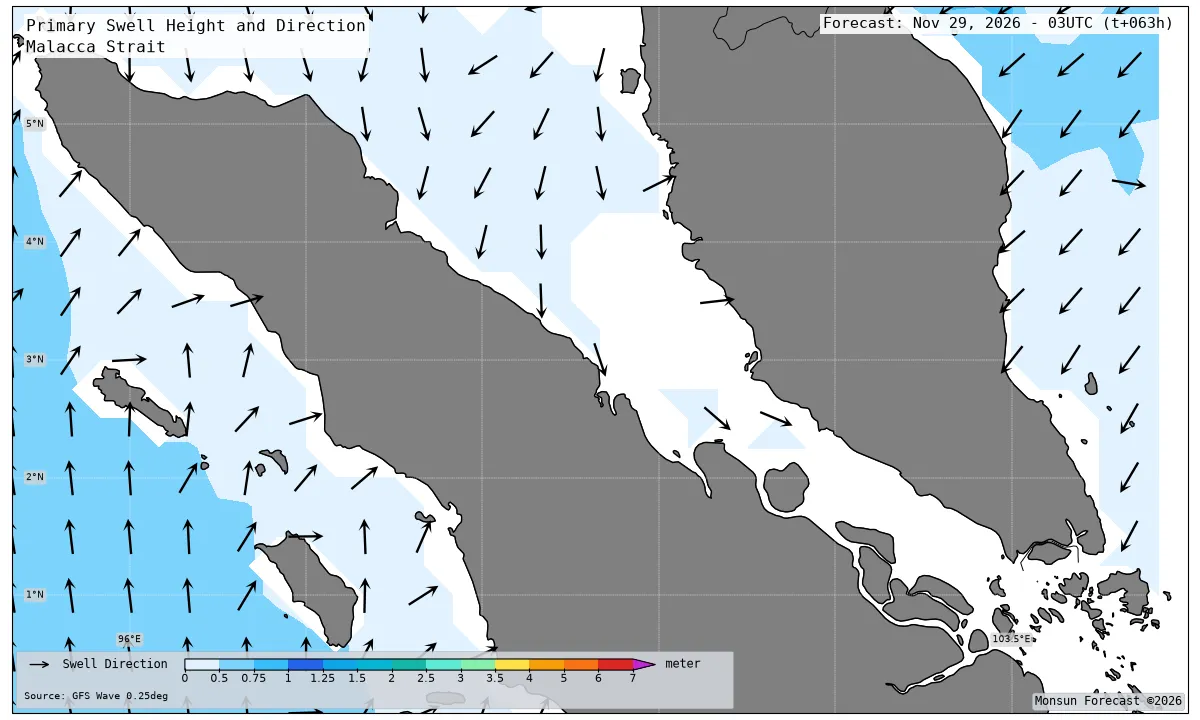 Primary Swell Height and Direction
Malacca Strait
Forecast: Nov 29, 2026 - 03UTC (t+063h)
5°N
4°N
3°N
2°N
1°N
96°E
103.5°E
Swell Direction
0 0.5 0.75 1 1.25 1.5 2 2.5 3 3.5 4 5 6 7
meter
Source: GFS Wave 0.25deg
Monsun Forecast ©2026